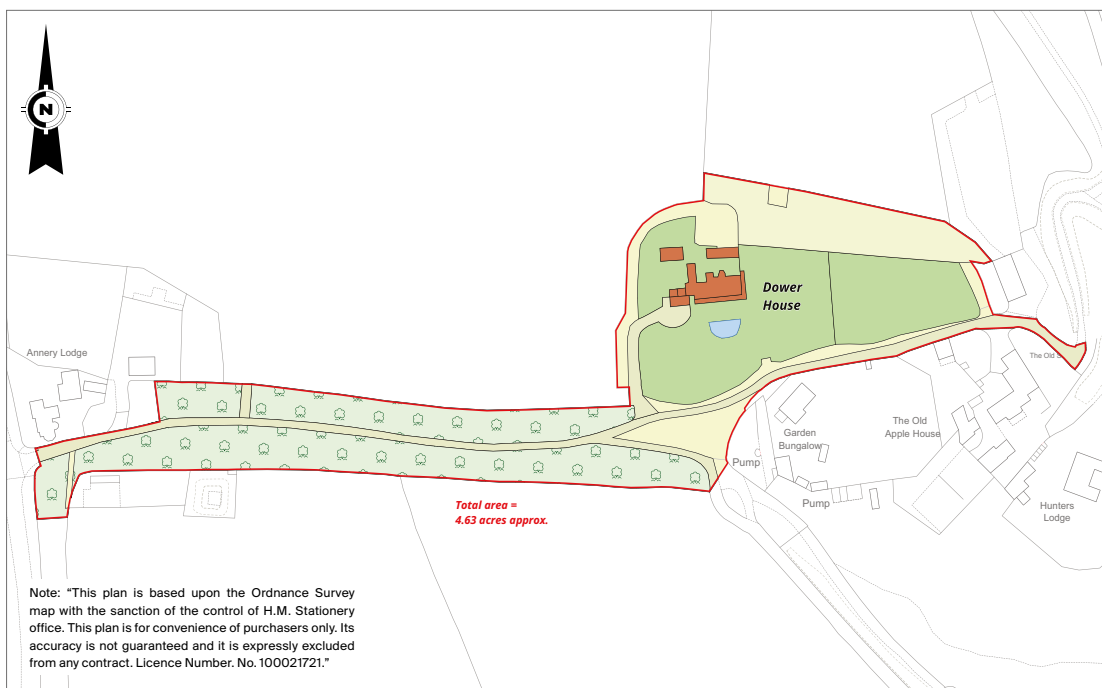 N
Dower
House
Annery Lodge
The Old
Garden
Bungalow
The Old
Apple House
Pump
Pump
Hunters
Lodge
Total area =
4.63 acres approx.
Note: “This plan is based upon the Ordnance Survey
map with the sanction of the control of H.M. Stationery
office. This plan is for convenience of purchasers only. Its
accuracy is not guaranteed and it is expressly excluded
from any contract. Licence Number. No. 100021721.”